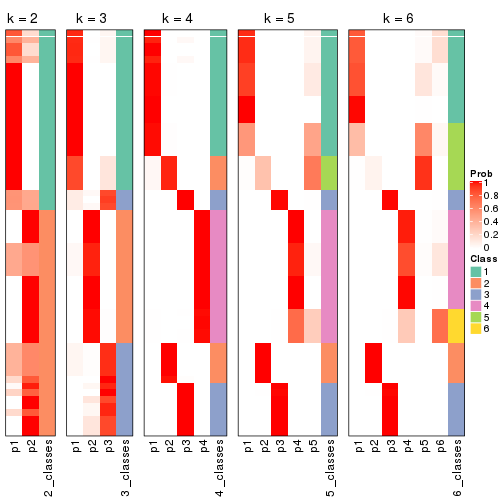 k = 2
k = 3
k = 4
k = 5
k = 6
Prob
1
0.8
0.6
0.4
0.2
0
Class
1
2
3
4
5
6
p1
p2
2_classes
p1
p2
p3
3_classes
p1
p2
p3
p4
4_classes
p1
p2
p3
p4
p5
5_classes
p1
p2
p3
p4
p5
p6
6_classes